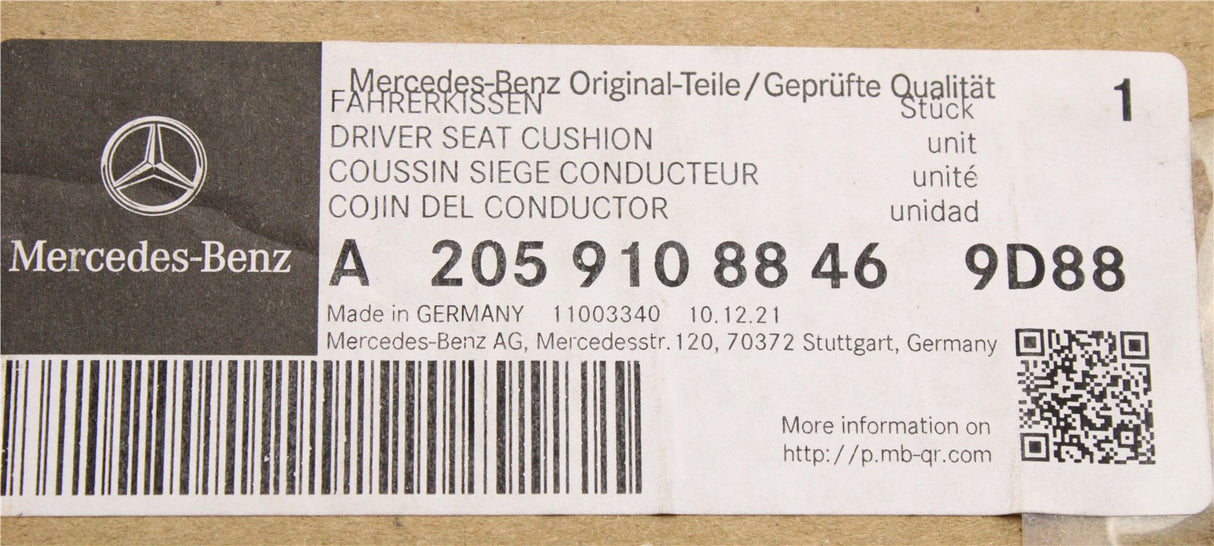 Mercedes-Benz
Mercedes-Benz Original-Teile/Geprüfte Qualität
FAHRERKISSEN Stück 1
DRIVER SEAT CUSHION unit
COUSSIN SIEGE CONDUCTEUR unité
COJIN DEL CONDUCTOR unidad
A 205 910 88 46 9D88
Made in GERMANY 11003340 10.12.21
Mercedes-Benz AG, Mercedesstr.120, 70372 Stuttgart, Germany
More information on
http://p.mb-qr.com